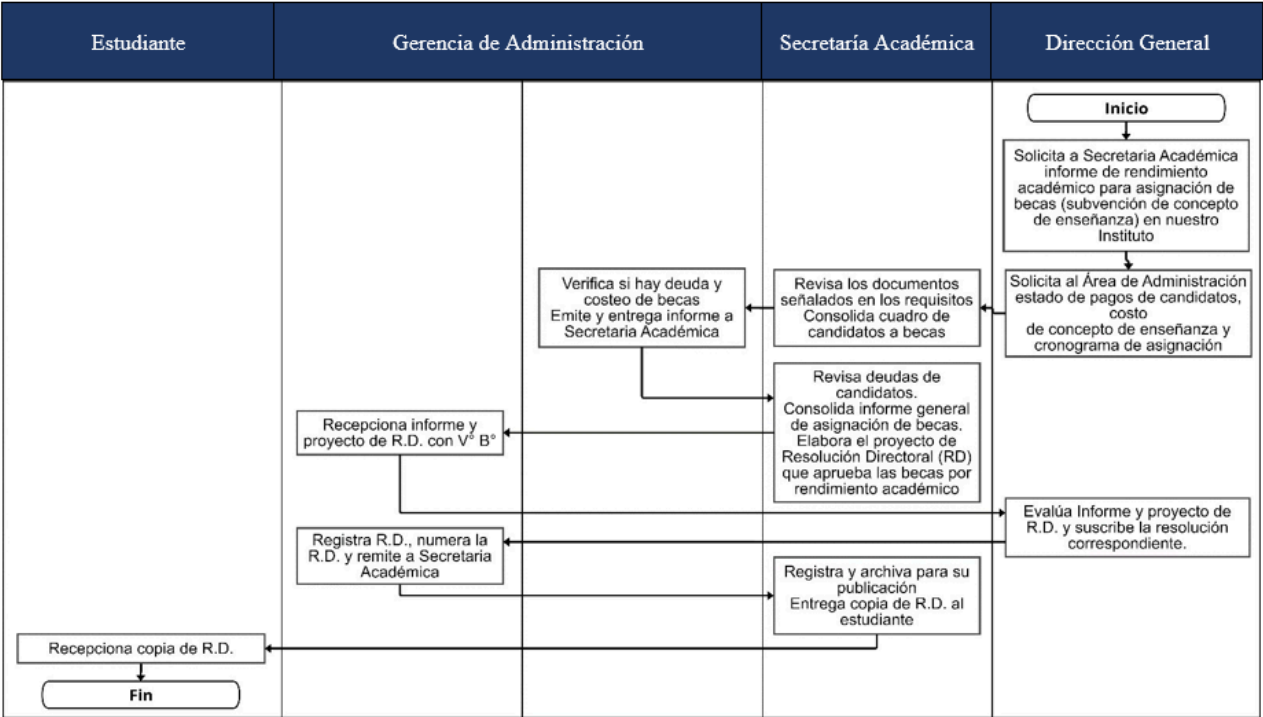 Estudiante
Gerencia de Administración
Secretaría Académica
Dirección General
Inicio
Solicita a Secretaria Académica
informe de rendimiento
académico para asignación de
becas (subvención de concepto
de enseñanza) en nuestro
Instituto
Solicita al Área de Administración
estado de pagos de candidatos,
costo
de concepto de enseñanza y
cronograma de asignación
Revisa los documentos
señalados en los requisitos
Consolida cuadro de
candidatos a becas
Verifica si hay deuda y
costeo de becas
Emite y entrega informe a
Secretaria Académica
Revisa deudas de
candidatos.
Consolida informe general
de asignación de becas.
Elabora el proyecto de
Resolución Directoral (RD)
que aprueba las becas por
rendimiento académico
Recepciona informe y
proyecto de R.D. con V° B°
Evalúa Informe y proyecto de
R.D. y suscribe la resolución
correspondiente.
Registra R.D., numera la
R.D. y remite a Secretaria
Académica
Registra y archiva para su
publicación
Entrega copia de R.D. al
estudiante
Recepciona copia de R.D.
Fin